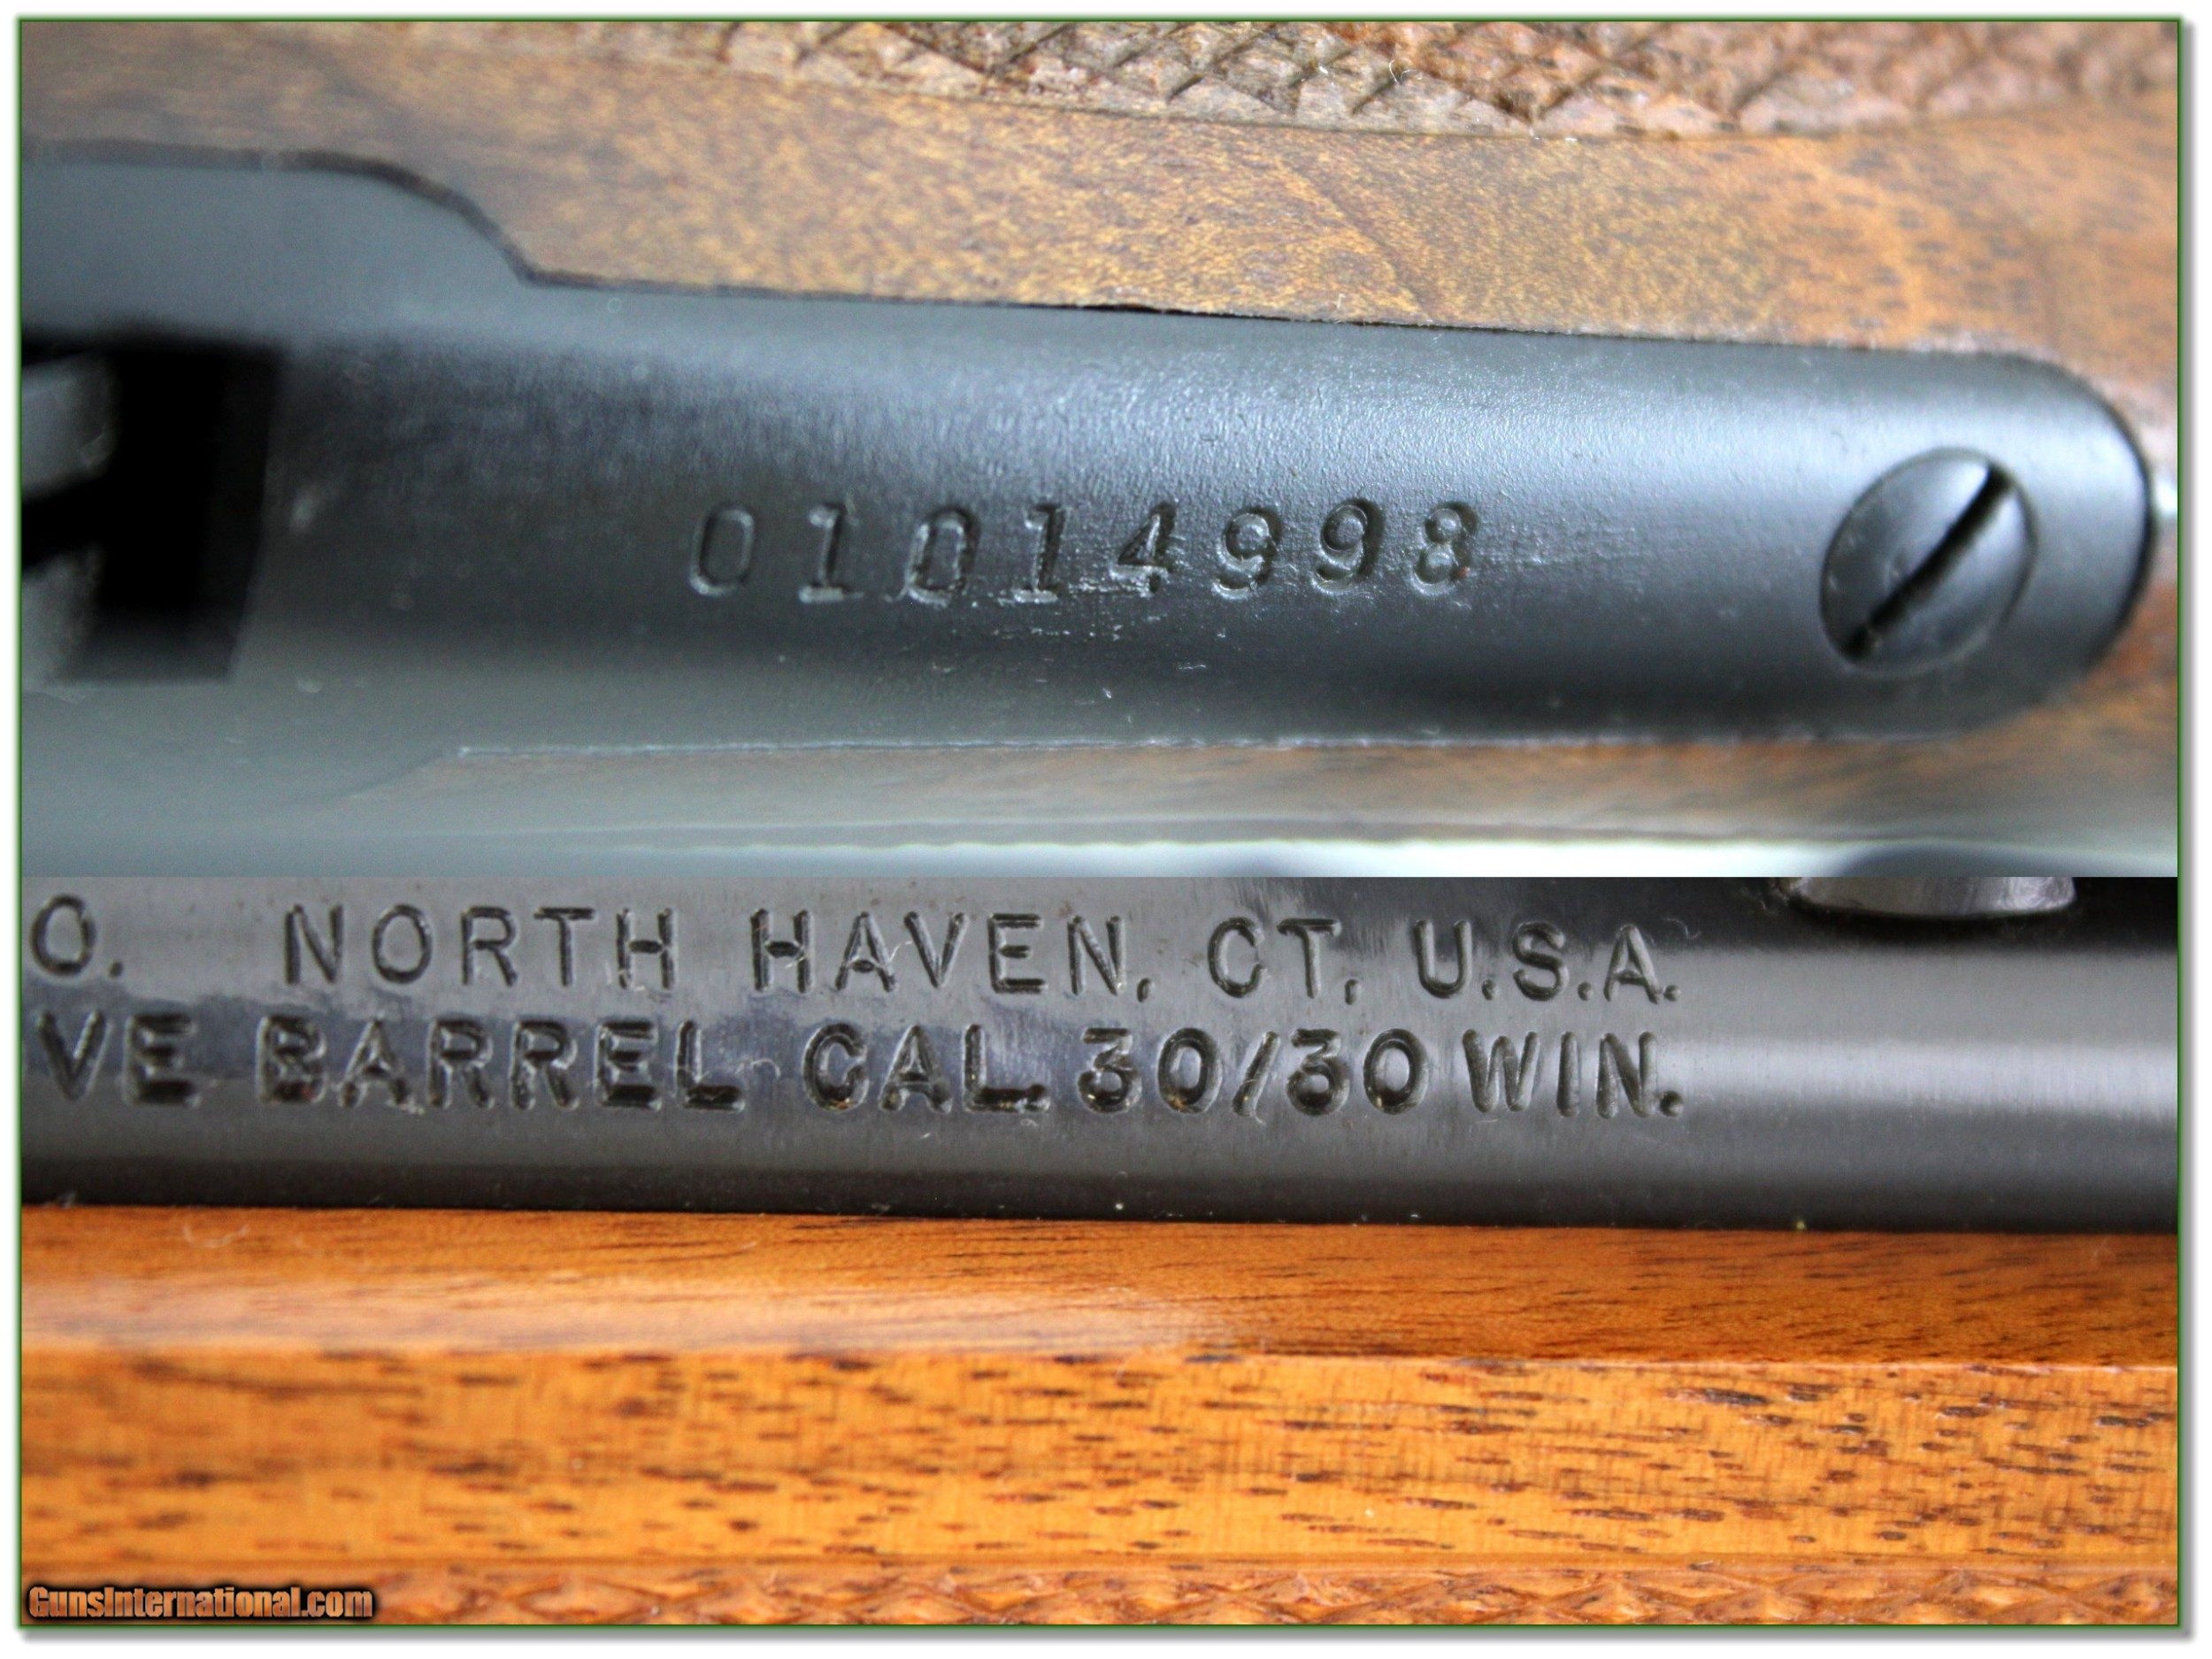 01014998
O. NORTH HAVEN, CT, U.S.A.
VE BARREL CAL. 30/30 WIN.
GunsInternational.com